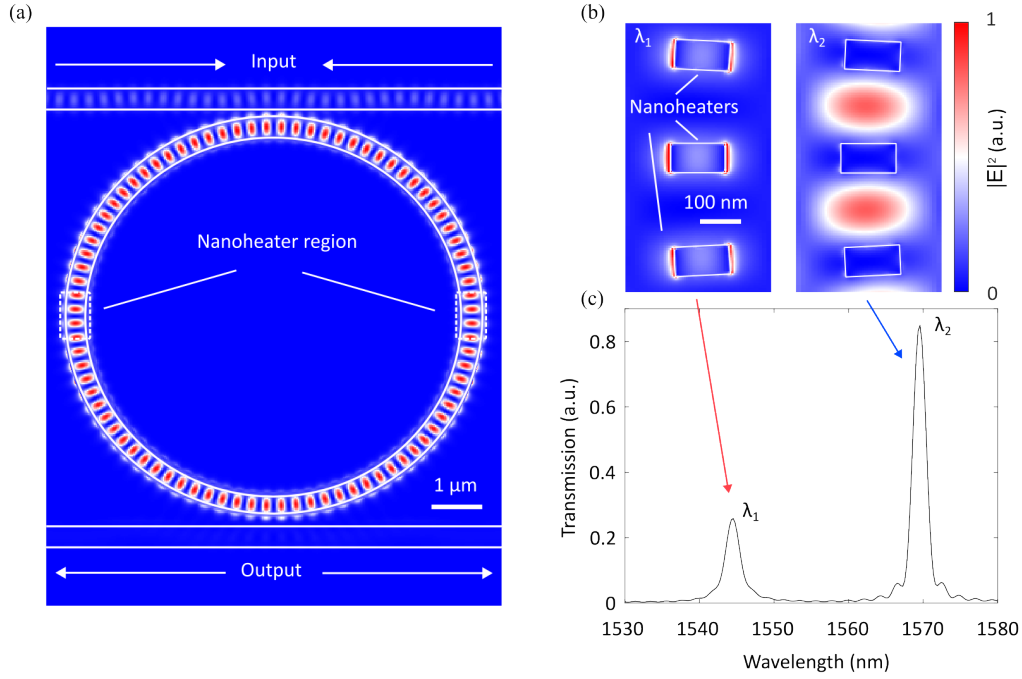 (a)
Input
Nanoheater region
1 µm
Output
(b)
λ1
Nanoheaters
100 nm
λ2
1
|E|² (a.u.)
0
(c)
Transmission (a.u.)
0.8
0.6
0.4
0.2
0
λ1
λ2
1530 1540 1550 1560 1570 1580
Wavelength (nm)